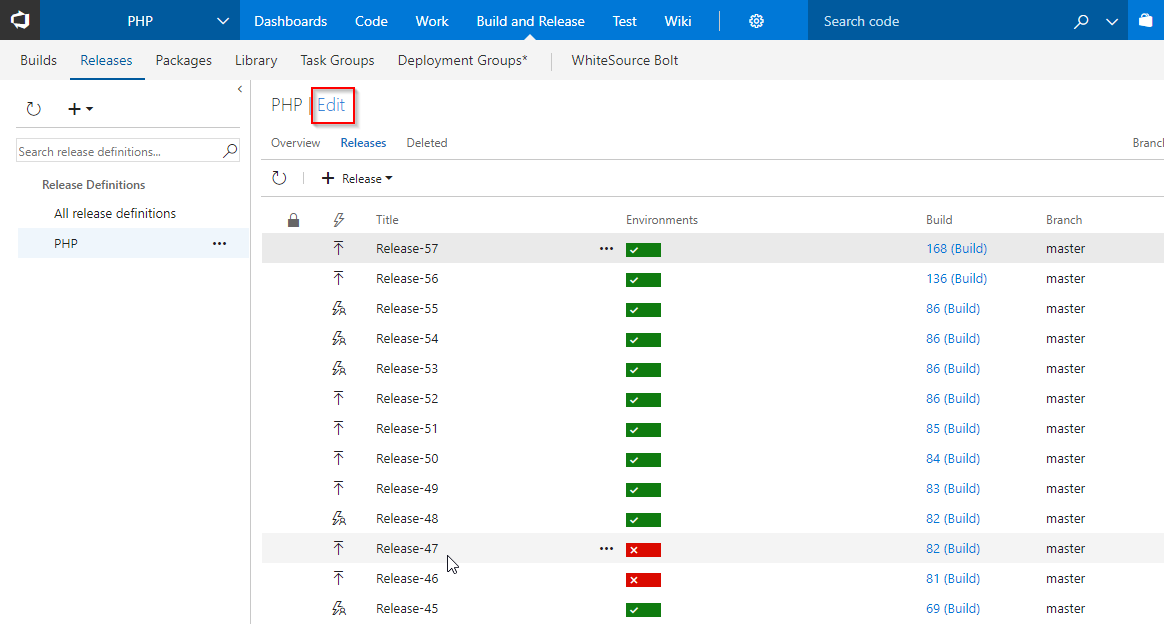 PHP Dashboards Code Work Build and Release Test Wiki Search code
Builds Releases Packages Library Task Groups Deployment Groups* WhiteSource Bolt
PHP | Edit
Overview Releases Deleted Branc
Search release definitions...
+ Release
Release Definitions
All release definitions
PHP ...
Title Environments Build Branch
Release-57 ... 168 (Build) master
Release-56 136 (Build) master
Release-55 86 (Build) master
Release-54 86 (Build) master
Release-53 86 (Build) master
Release-52 86 (Build) master
Release-51 85 (Build) master
Release-50 84 (Build) master
Release-49 83 (Build) master
Release-48 82 (Build) master
Release-47 ... 82 (Build) master
Release-46 81 (Build) master
Release-45 69 (Build) master